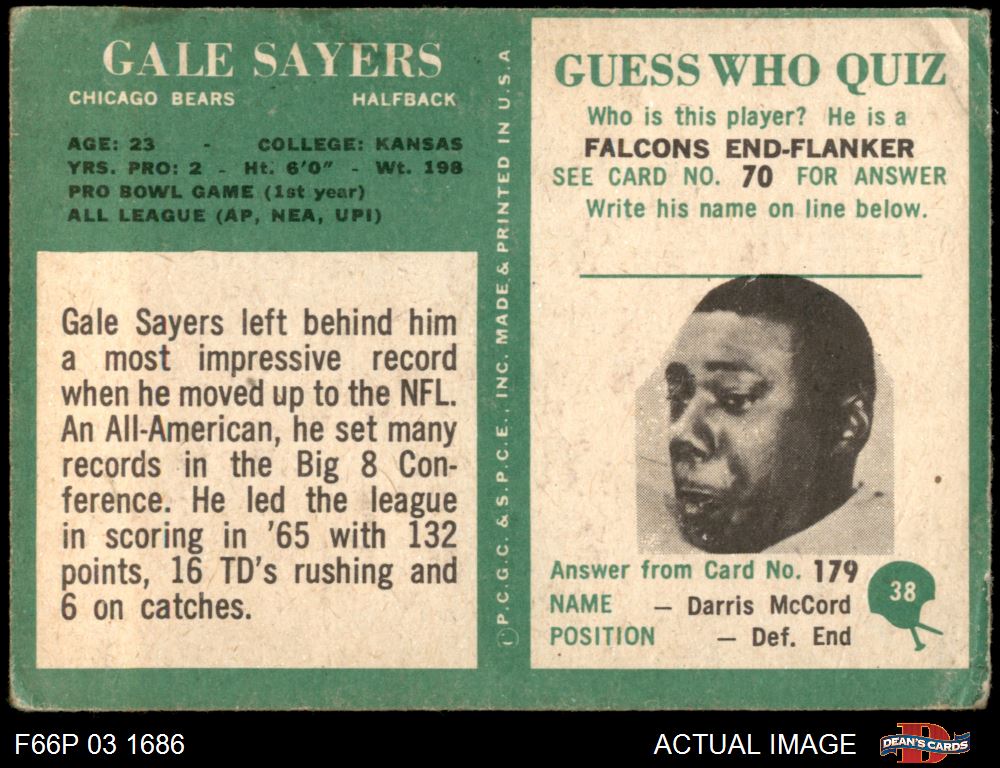 GALE SAYERS
CHICAGO BEARS HALFBACK
AGE: 23 - COLLEGE: KANSAS
YRS. PRO: 2 - Ht. 6'0" - Wt. 198
PRO BOWL GAME (1st year)
ALL LEAGUE (AP, NEA, UPI)
Gale Sayers left behind him
a most impressive record
when he moved up to the NFL.
An All-American, he set many
records in the Big 8 Con-
ference. He led the league
in scoring in '65 with 132
points, 16 TD's rushing and
6 on catches.
Ⓒ P.C.G.C. & S.P.C.E., INC. MADE & PRINTED IN U.S.A
GUESS WHO QUIZ
Who is this player? He is a
FALCONS END-FLANKER
SEE CARD NO. 70 FOR ANSWER
Write his name on line below.
Answer from Card No. 179
NAME — Darris McCord
POSITION — Def. End
38
F66P 03 1686
ACTUAL IMAGE
D
DEAN'S CARDS